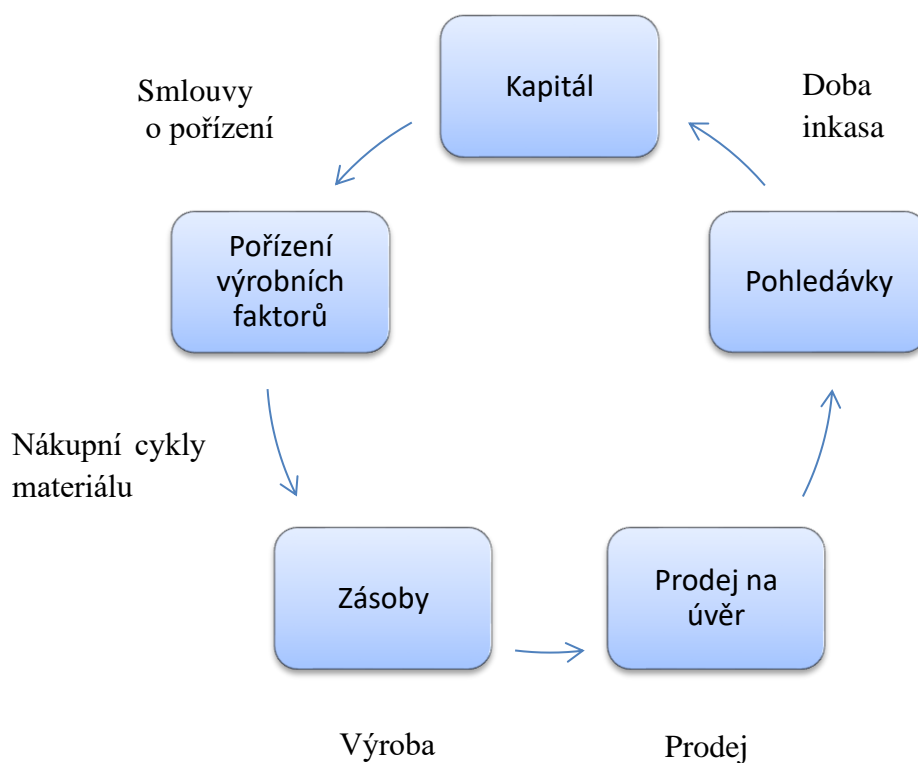 Kapitál
Smlouvy
o pořízení
Doba
inkasa
Pořízení
výrobních
faktorů
Pohledávky
Nákupní cykly
materiálu
Zásoby
Prodej na
úvěr
Výroba
Prodej